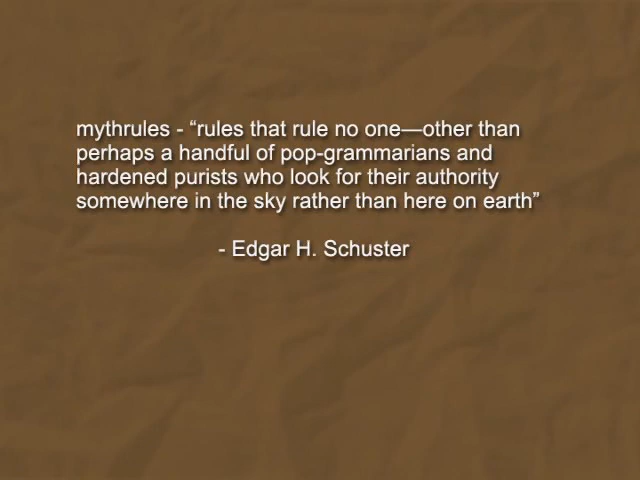 mythrules - “rules that rule no one—other than
perhaps a handful of pop-grammarians and
hardened purists who look for their authority
somewhere in the sky rather than here on earth”
- Edgar H. Schuster